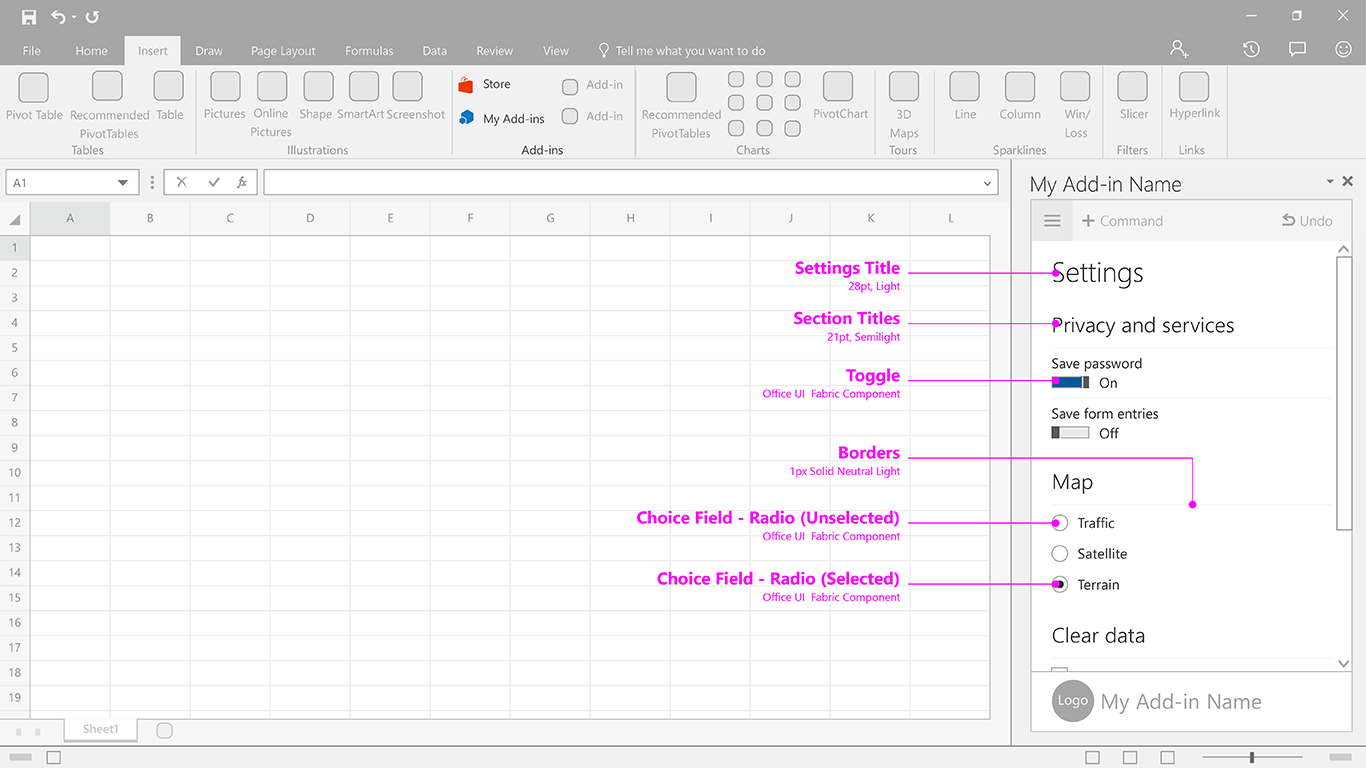 File Home Insert Draw Page Layout Formulas Data Review View Tell me what you want to do
Pivot Table
Recommended
PivotTables
Table
Tables
Pictures
Online
Pictures
Shape
SmartArt
Screenshot
Illustrations
Store
My Add-ins
Add-in
Add-in
Add-ins
Recommended
PivotTables
PivotChart
Charts
3D
Maps
Tours
Line
Column
Win/
Loss
Sparklines
Slicer
Filters
Hyperlink
Links
A1
fx
A B C D E F G H I J K L
1
2
3
4
5
6
7
8
9
10
11
12
13
14
15
16
17
18
19
Settings Title
28pt, Light
Section Titles
21pt, Semilight
Toggle
Office UI Fabric Component
Borders
1px Solid Neutral Light
Choice Field - Radio (Unselected)
Office UI Fabric Component
Choice Field - Radio (Selected)
Office UI Fabric Component
My Add-in Name
Command
Undo
Settings
Privacy and services
Save password
On
Save form entries
Off
Map
Traffic
Satellite
Terrain
Clear data
Logo
My Add-in Name
Sheet1